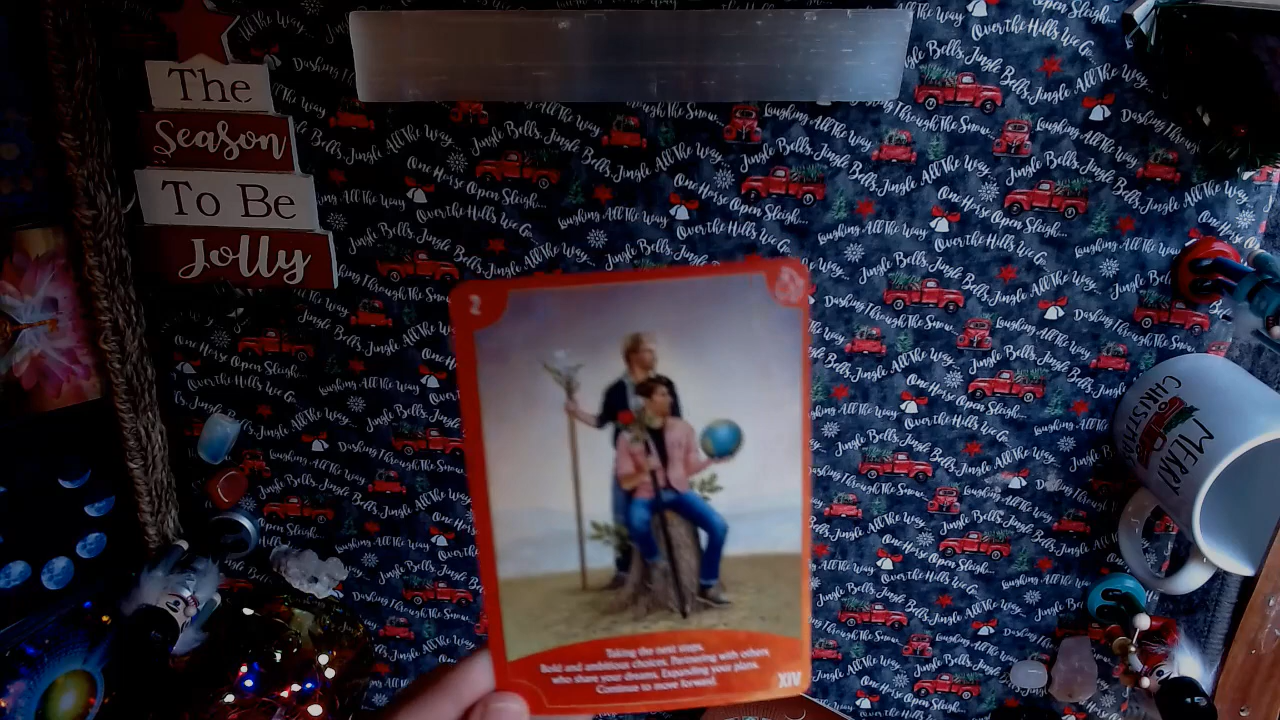 The
Season
To Be
Jolly
2
Taking the next steps.
Bold and ambitious choices. Partnering with others
who share your dreams. Expanding your plans.
Continue to move forward.
XIV
MERRY
CHRISTMAS
Jingle Bells, Jingle Bells, Jingle All The Way
Dashing Through The Snow...
One Horse Open Sleigh...
Over the Hills We Go
Laughing All The Way